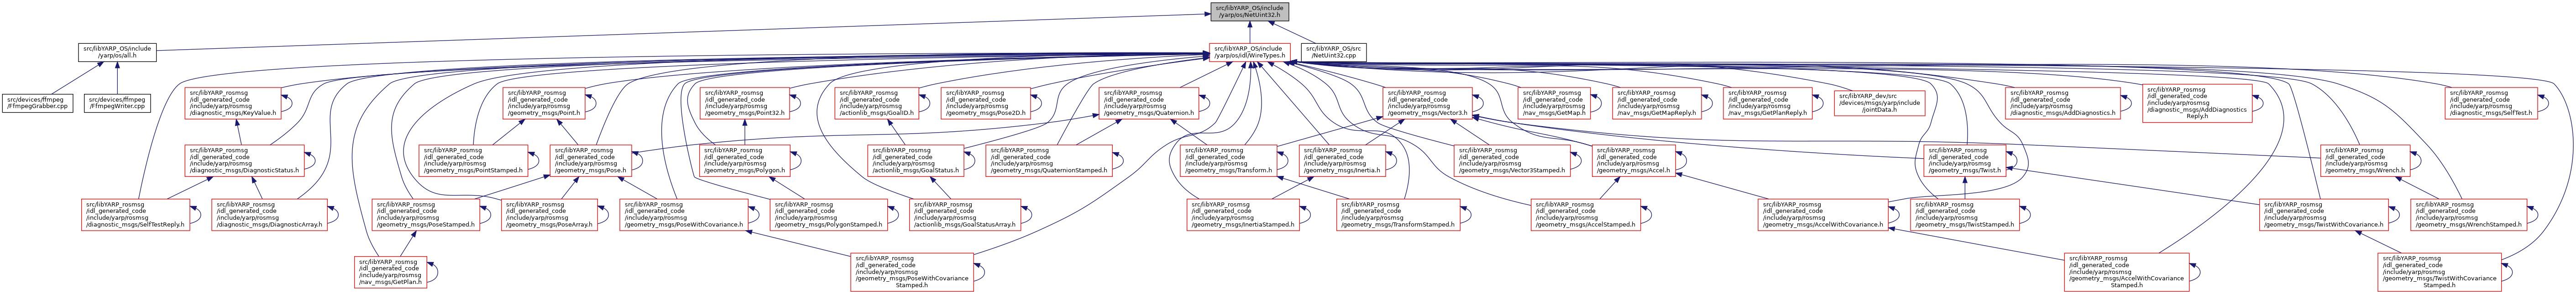 src/libYARP_OS/include
/yarp/os/NetUint32.h
src/libYARP_OS/include
/yarp/os/all.h
src/libYARP_OS/include
/yarp/os/idl/WireTypes.h
src/libYARP_OS/src
/NetUint32.cpp
src/devices/ffmpeg
/FfmpegGrabber.cpp
src/devices/ffmpeg
/FfmpegWriter.cpp
src/libYARP_rosmsg
/idl_generated_code
/include/yarp/rosmsg
/diagnostic_msgs/KeyValue.h
src/libYARP_rosmsg
/idl_generated_code
/include/yarp/rosmsg
/geometry_msgs/Point.h
src/libYARP_rosmsg
/idl_generated_code
/include/yarp/rosmsg
/geometry_msgs/Point32.h
src/libYARP_rosmsg
/idl_generated_code
/include/yarp/rosmsg
/actionlib_msgs/GoalID.h
src/libYARP_rosmsg
/idl_generated_code
/include/yarp/rosmsg
/geometry_msgs/Pose2D.h
src/libYARP_rosmsg
/idl_generated_code
/include/yarp/rosmsg
/geometry_msgs/Quaternion.h
src/libYARP_rosmsg
/idl_generated_code
/include/yarp/rosmsg
/geometry_msgs/Vector3.h
src/libYARP_rosmsg
/idl_generated_code
/include/yarp/rosmsg
/nav_msgs/GetMap.h
src/libYARP_rosmsg
/idl_generated_code
/include/yarp/rosmsg
/nav_msgs/GetMapReply.h
src/libYARP_rosmsg
/idl_generated_code
/include/yarp/rosmsg
/nav_msgs/GetPlanReply.h
src/libYARP_dev/src
/devices/msgs/yarp/include
/jointData.h
src/libYARP_rosmsg
/idl_generated_code
/include/yarp/rosmsg
/diagnostic_msgs/AddDiagnostics.h
src/libYARP_rosmsg
/idl_generated_code
/include/yarp/rosmsg
/diagnostic_msgs/AddDiagnostics
Reply.h
src/libYARP_rosmsg
/idl_generated_code
/include/yarp/rosmsg
/diagnostic_msgs/SelfTest.h
src/libYARP_rosmsg
/idl_generated_code
/include/yarp/rosmsg
/diagnostic_msgs/DiagnosticStatus.h
src/libYARP_rosmsg
/idl_generated_code
/include/yarp/rosmsg
/geometry_msgs/PointStamped.h
src/libYARP_rosmsg
/idl_generated_code
/include/yarp/rosmsg
/geometry_msgs/Pose.h
src/libYARP_rosmsg
/idl_generated_code
/include/yarp/rosmsg
/geometry_msgs/Polygon.h
src/libYARP_rosmsg
/idl_generated_code
/include/yarp/rosmsg
/actionlib_msgs/GoalStatus.h
src/libYARP_rosmsg
/idl_generated_code
/include/yarp/rosmsg
/geometry_msgs/QuaternionStamped.h
src/libYARP_rosmsg
/idl_generated_code
/include/yarp/rosmsg
/geometry_msgs/Transform.h
src/libYARP_rosmsg
/idl_generated_code
/include/yarp/rosmsg
/geometry_msgs/Inertia.h
src/libYARP_rosmsg
/idl_generated_code
/include/yarp/rosmsg
/geometry_msgs/Vector3Stamped.h
src/libYARP_rosmsg
/idl_generated_code
/include/yarp/rosmsg
/geometry_msgs/Accel.h
src/libYARP_rosmsg
/idl_generated_code
/include/yarp/rosmsg
/geometry_msgs/Twist.h
src/libYARP_rosmsg
/idl_generated_code
/include/yarp/rosmsg
/geometry_msgs/Wrench.h
src/libYARP_rosmsg
/idl_generated_code
/include/yarp/rosmsg
/diagnostic_msgs/SelfTestReply.h
src/libYARP_rosmsg
/idl_generated_code
/include/yarp/rosmsg
/diagnostic_msgs/DiagnosticArray.h
src/libYARP_rosmsg
/idl_generated_code
/include/yarp/rosmsg
/geometry_msgs/PoseStamped.h
src/libYARP_rosmsg
/idl_generated_code
/include/yarp/rosmsg
/geometry_msgs/PoseArray.h
src/libYARP_rosmsg
/idl_generated_code
/include/yarp/rosmsg
/geometry_msgs/PoseWithCovariance.h
src/libYARP_rosmsg
/idl_generated_code
/include/yarp/rosmsg
/geometry_msgs/PolygonStamped.h
src/libYARP_rosmsg
/idl_generated_code
/include/yarp/rosmsg
/actionlib_msgs/GoalStatusArray.h
src/libYARP_rosmsg
/idl_generated_code
/include/yarp/rosmsg
/geometry_msgs/InertiaStamped.h
src/libYARP_rosmsg
/idl_generated_code
/include/yarp/rosmsg
/geometry_msgs/TransformStamped.h
src/libYARP_rosmsg
/idl_generated_code
/include/yarp/rosmsg
/geometry_msgs/AccelStamped.h
src/libYARP_rosmsg
/idl_generated_code
/include/yarp/rosmsg
/geometry_msgs/AccelWithCovariance.h
src/libYARP_rosmsg
/idl_generated_code
/include/yarp/rosmsg
/geometry_msgs/TwistStamped.h
src/libYARP_rosmsg
/idl_generated_code
/include/yarp/rosmsg
/geometry_msgs/TwistWithCovariance.h
src/libYARP_rosmsg
/idl_generated_code
/include/yarp/rosmsg
/geometry_msgs/WrenchStamped.h
src/libYARP_rosmsg
/idl_generated_code
/include/yarp/rosmsg
/nav_msgs/GetPlan.h
src/libYARP_rosmsg
/idl_generated_code
/include/yarp/rosmsg
/geometry_msgs/PoseWithCovariance
Stamped.h
src/libYARP_rosmsg
/idl_generated_code
/include/yarp/rosmsg
/geometry_msgs/AccelWithCovariance
Stamped.h
src/libYARP_rosmsg
/idl_generated_code
/include/yarp/rosmsg
/geometry_msgs/TwistWithCovariance
Stamped.h